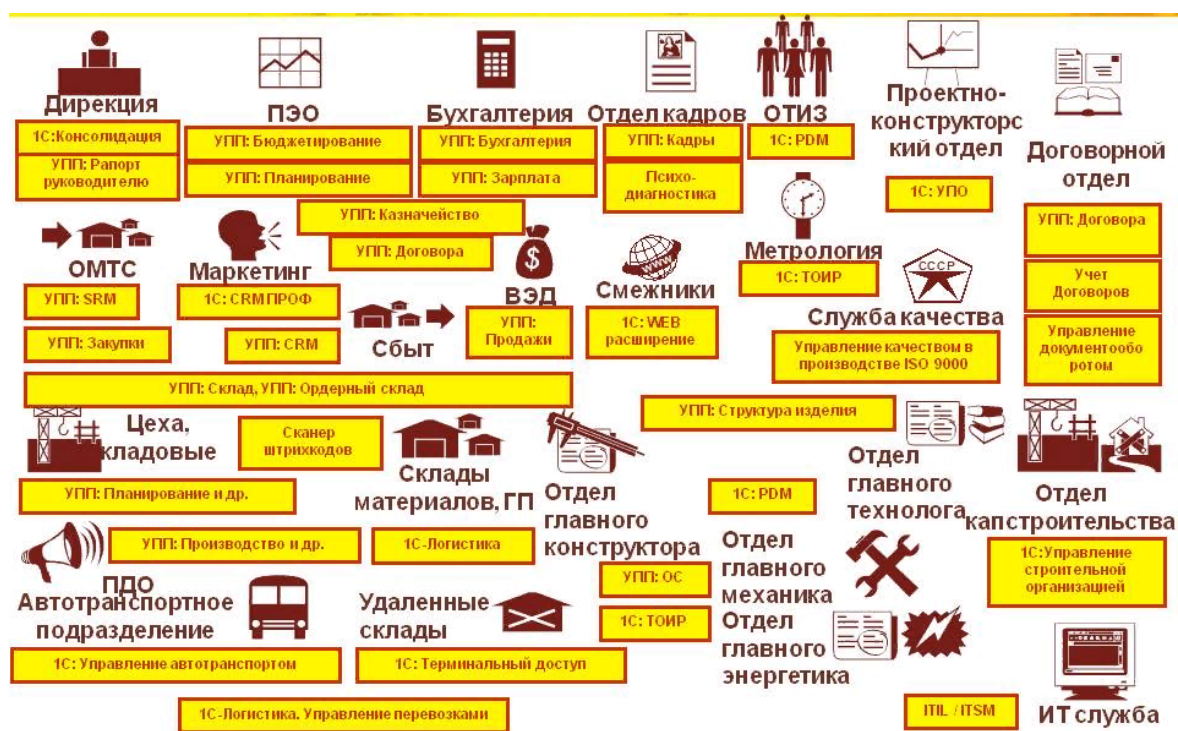 Дирекция
1С:Консолидация
УПП: Рапорт
руководителю
ПЭО
УПП: Бюджетирование
УПП: Планирование
Бухгалтерия
УПП: Бухгалтерия
УПП: Зарплата
УПП: Казначейство
УПП: Договора
Отдел кадров
УПП: Кадры
Психо-
диагностика
ОТИЗ
1С: PDM
Проектно-
конструкторс
кий отдел
1С: УПО
Договорной
отдел
УПП: Договора
Учет
Договоров
Управление
документообо
ротом
ОМТС
УПП: SRM
УПП: Закупки
Маркетинг
1С: CRM ПРОФ
УПП: CRM
Сбыт
ВЭД
УПП:
Продажи
Смежники
1С: WEB
расширение
Метрология
1С: ТОИР
СССР
Служба качества
Управление качеством в
производстве ISO 9000
УПП: Склад, УПП: Ордерный склад
УПП: Структура изделия
Цеха,
кладовые
Сканер
штрихкодов
УПП: Планирование и др.
Склады
материалов, ГП
1С-Логистика
Отдел
главного
конструктора
1С: PDM
Отдел
главного
технолога
Отдел
капстроительства
1С:Управление
строительной
организацией
ПДО
УПП: Производство и др.
УПП: ОС
1С: ТОИР
Отдел
главного
механика
Отдел
главного
энергетика
Автотранспортное
подразделение
1С: Управление автотранспортом
Удаленные
склады
1С: Терминальный доступ
1С-Логистика. Управление перевозками
ITIL / ITSM
ИТ служба